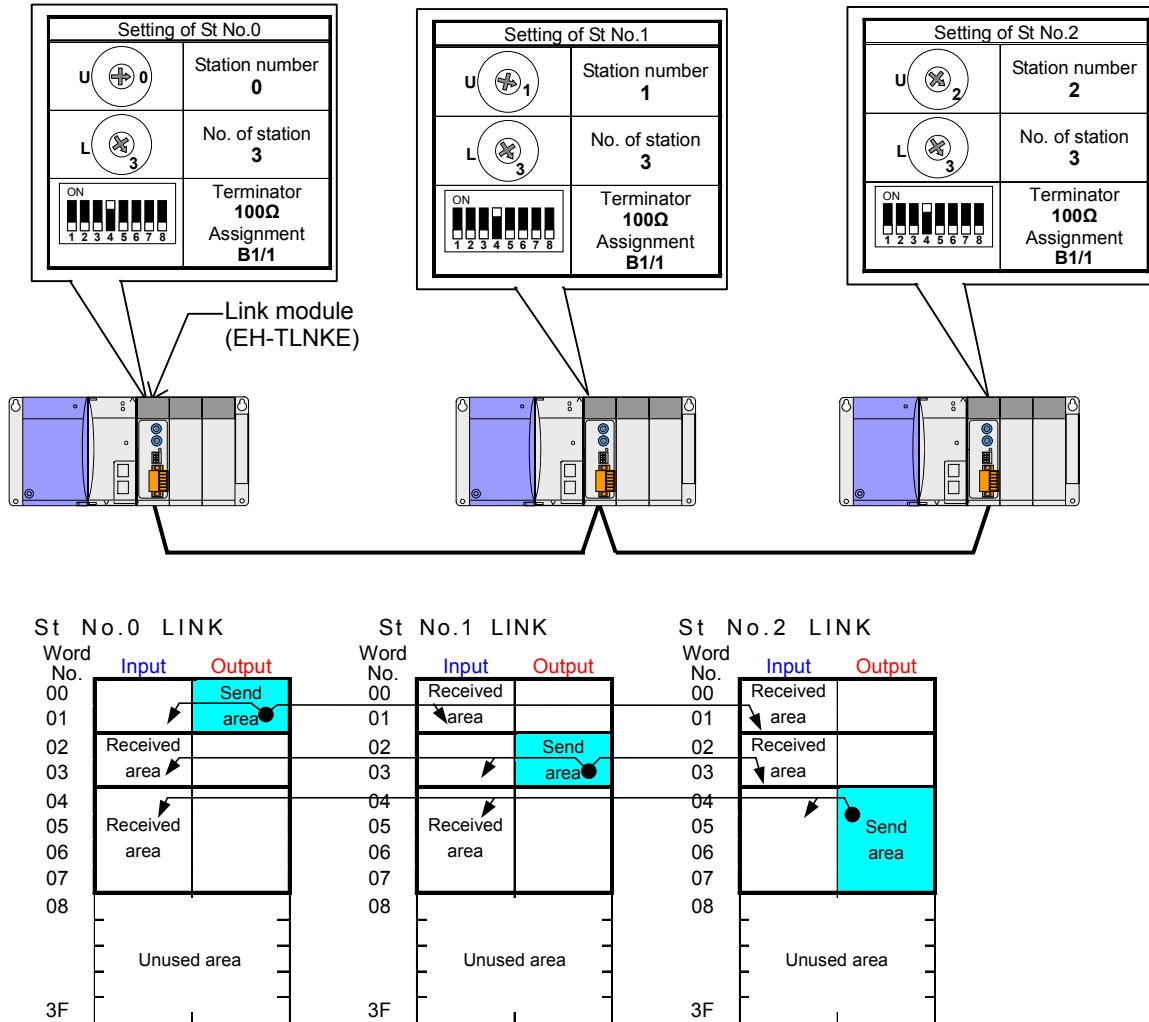 Setting of St No.0
U 0 Station number
0
L 3 No. of station
3
ON
1 2 3 4 5 6 7 8
Terminator
100Ω
Assignment
B1/1
Setting of St No.1
U 1 Station number
1
L 3 No. of station
3
ON
1 2 3 4 5 6 7 8
Terminator
100Ω
Assignment
B1/1
Setting of St No.2
U 2 Station number
2
L 3 No. of station
3
ON
1 2 3 4 5 6 7 8
Terminator
100Ω
Assignment
B1/1
Link module
(EH-TLNKE)
St No.0 LINK
Word
No.
Input Output
00 Send
01 area
02 Received
03 area
04
05 Received
06 area
07
08
Unused area
3F
St No.1 LINK
Word
No.
Input Output
00 Received
01 area
02 Send
03 area
04
05 Received
06 area
07
08
Unused area
3F
St No.2 LINK
Word
No.
Input Output
00 Received
01 area
02 Received
03 area
04
05 Send
06 area
07
08
Unused area
3F